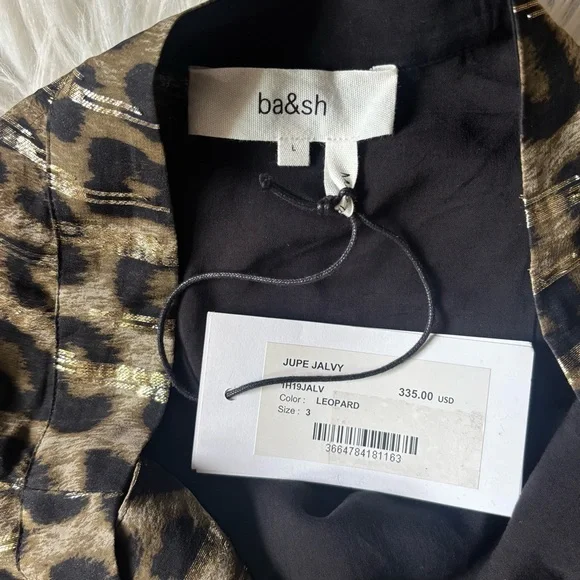 ba&sh
L
JUPE JALVY
1H19JALV 335.00 USD
Color : LEOPARD
Size : 3
3664784181163